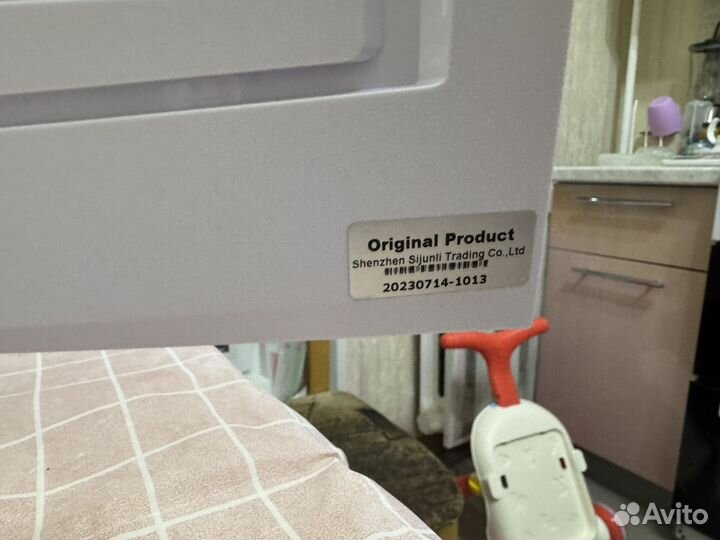 Original Product
Shenzhen Sijunli Trading Co.,Ltd
20230714-1013
Avito